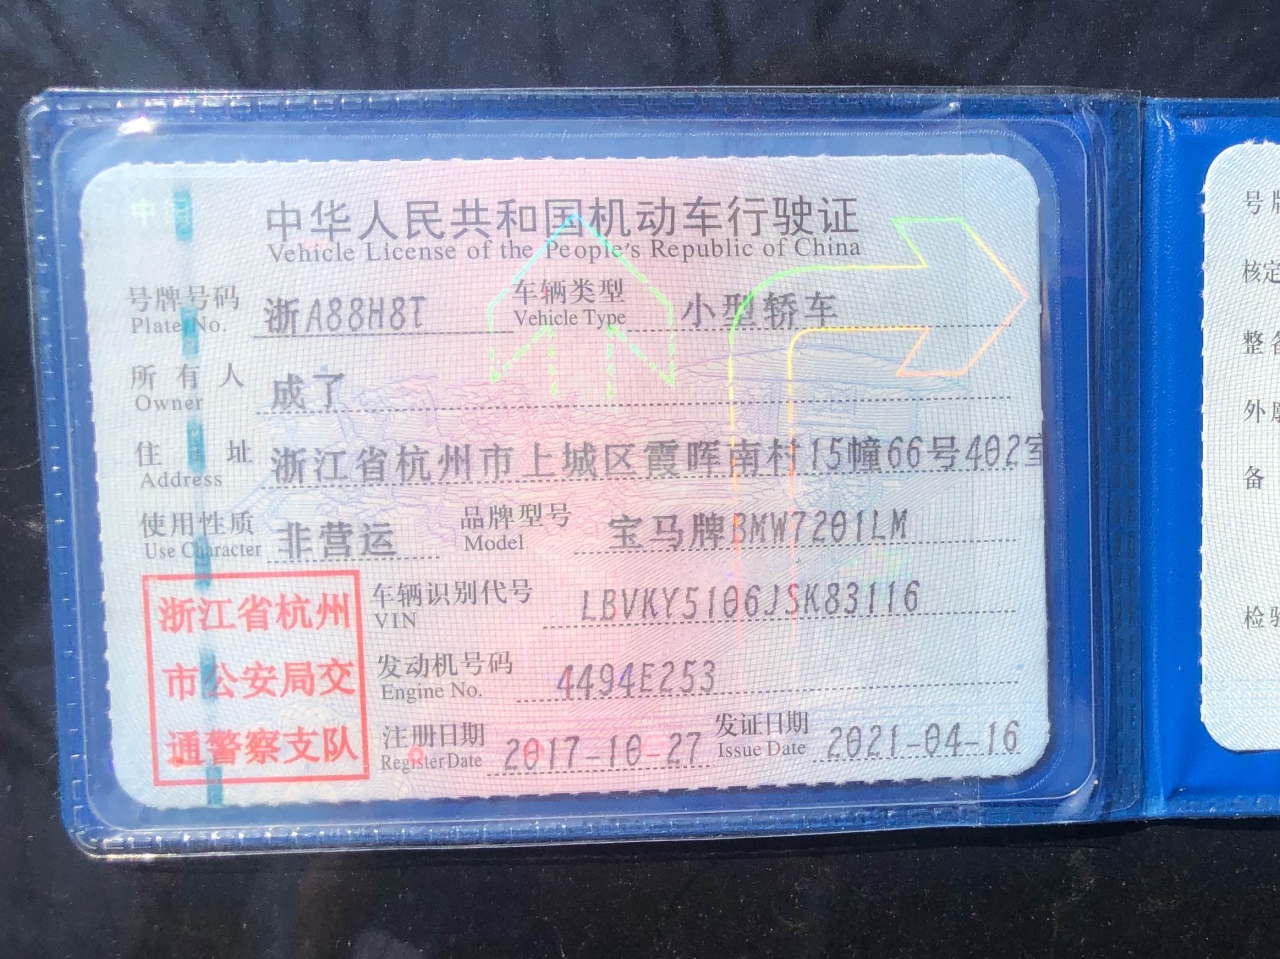 中华人民共和国机动车行驶证
Vehicle License of the People's Republic of China
号牌号码 浙A88H8T 车辆类型 小型轿车
Plate No. Vehicle Type
所有人 成了
Owner
住址 浙江省杭州市上城区霞晖南村15幢66号402室
Address
使用性质 非营运 品牌型号 宝马牌BMW7201LM
Use Character Model
浙江省杭州
市公安局交
通警察支队
车辆识别代号 LBVKY5106JSK83116
VIN
发动机号码 4494E253
Engine No.
注册日期 2017-10-27 发证日期 2021-04-16
Register Date Issue Date
号牌
核定
整备
外廓
备
检验